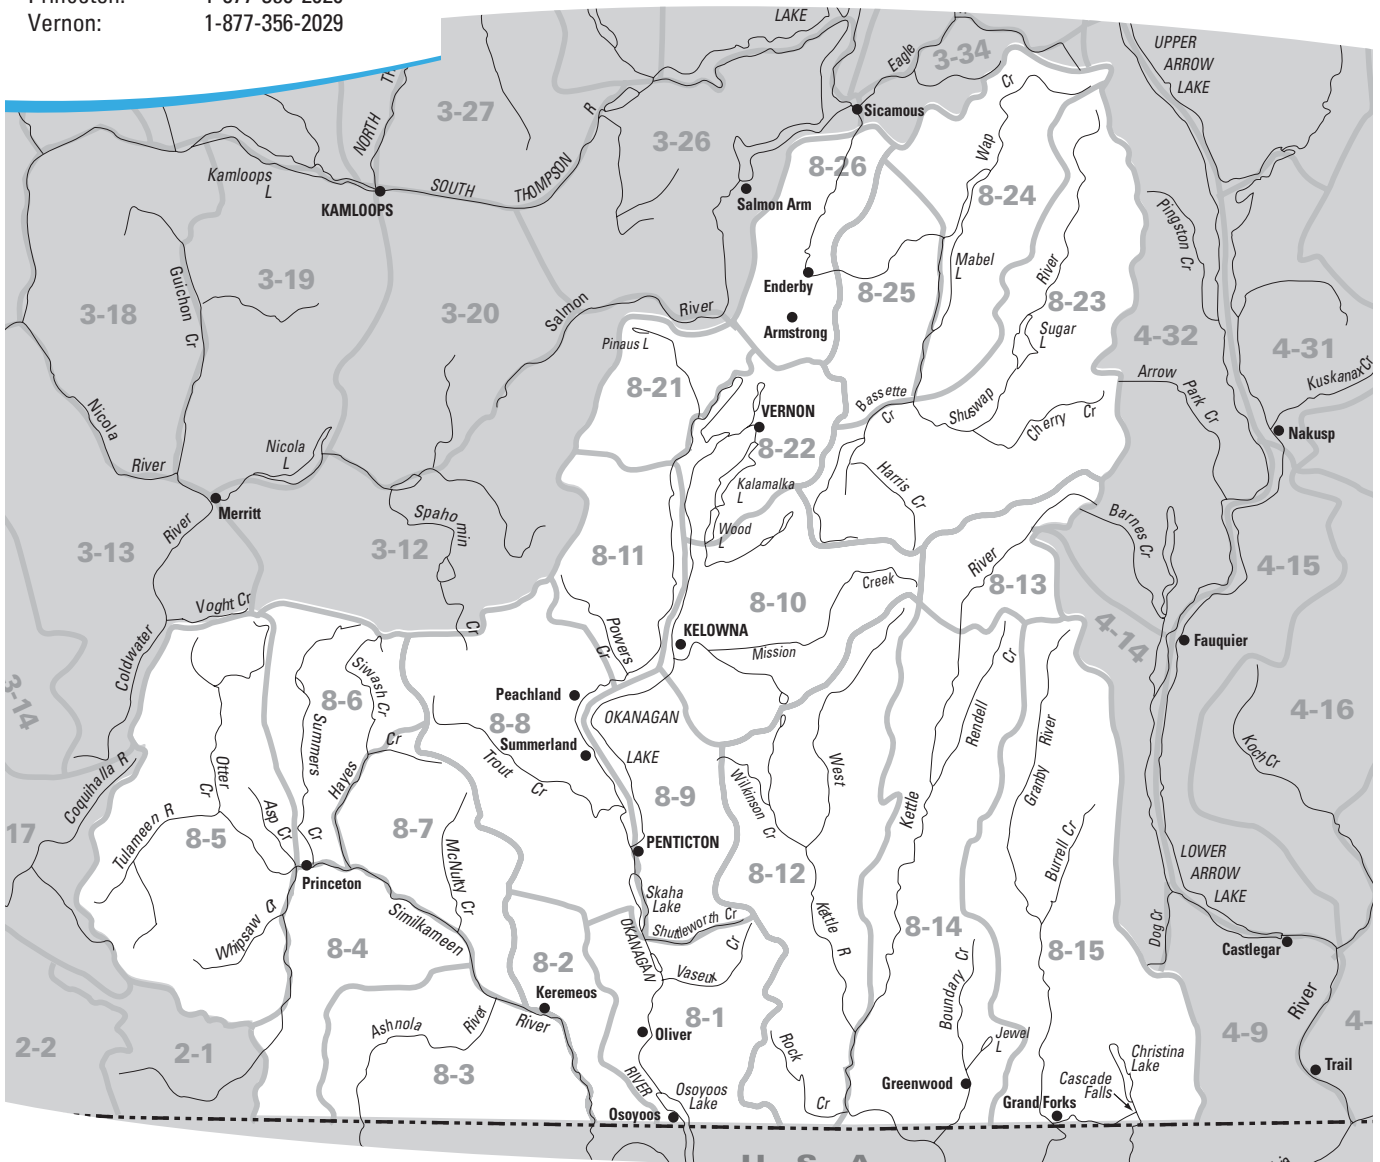 Vernon: 1-877-356-2029
LAKE
UPPER
ARROW
LAKE
Eagle
3-34
Cr
Sicamous
3-27
NORTH
R
3-26
8-26
Wap
8-24
Kamloops
L
KAMLOOPS
SOUTH
THOMPSON
Salmon Arm
Pingston Cr
Mabel
L
River
3-18
Guichon Cr
3-19
3-20
Salmon
River
Enderby
8-25
8-23
Armstrong
Sugar
L
4-32
4-31
Pinaus L
8-21
Arrow
Park Cr
Kuskanax Cr
Nicola
River
Nicola
L
VERNON
8-22
Bassette
Cr
Shuswap
Cherry Cr
Nakusp
Merritt
River
Spahomin
Cr
Kalamalka
L
Wood
L
Harris Cr
Barnes Cr
3-13
3-12
8-11
8-10
Creek
River
8-13
4-15
Voght Cr
Coldwater
Powers
Cr
KELOWNA
Mission
4-14
Fauquier
3-14
Siwash Cr
8-6
Summers
Cr
Peachland
8-8
OKANAGAN
LAKE
Summerland
Trout
Cr
Rendell
Cr
4-16
Koch Cr
Coquihalla R
Otter
Cr
Hayes
Cr
Wilkinson Cr
West
Kettle
Granby
River
17
Tulameen R
8-5
Asp Cr
8-7
McNulty Cr
8-9
PENTICTON
8-12
Burrell Cr
LOWER
ARROW
LAKE
Princeton
Similkameen
Whipsaw Cr
8-4
Skaha
Lake
Shuttleworth Cr
OKANAGAN
Vaseux
Cr
Kettle R
8-14
Boundary Cr
8-15
Dog Cr
Castlegar
8-2
Keremeos
River
8-1
Oliver
2-2
2-1
Ashnola
River
8-3
Rock
Cr
Jewel
L
Christina
Lake
4-9
River
4-
Trail
RIVER
Osoyoos
Lake
Osoyoos
Greenwood
Grand Forks
Cascade
Falls